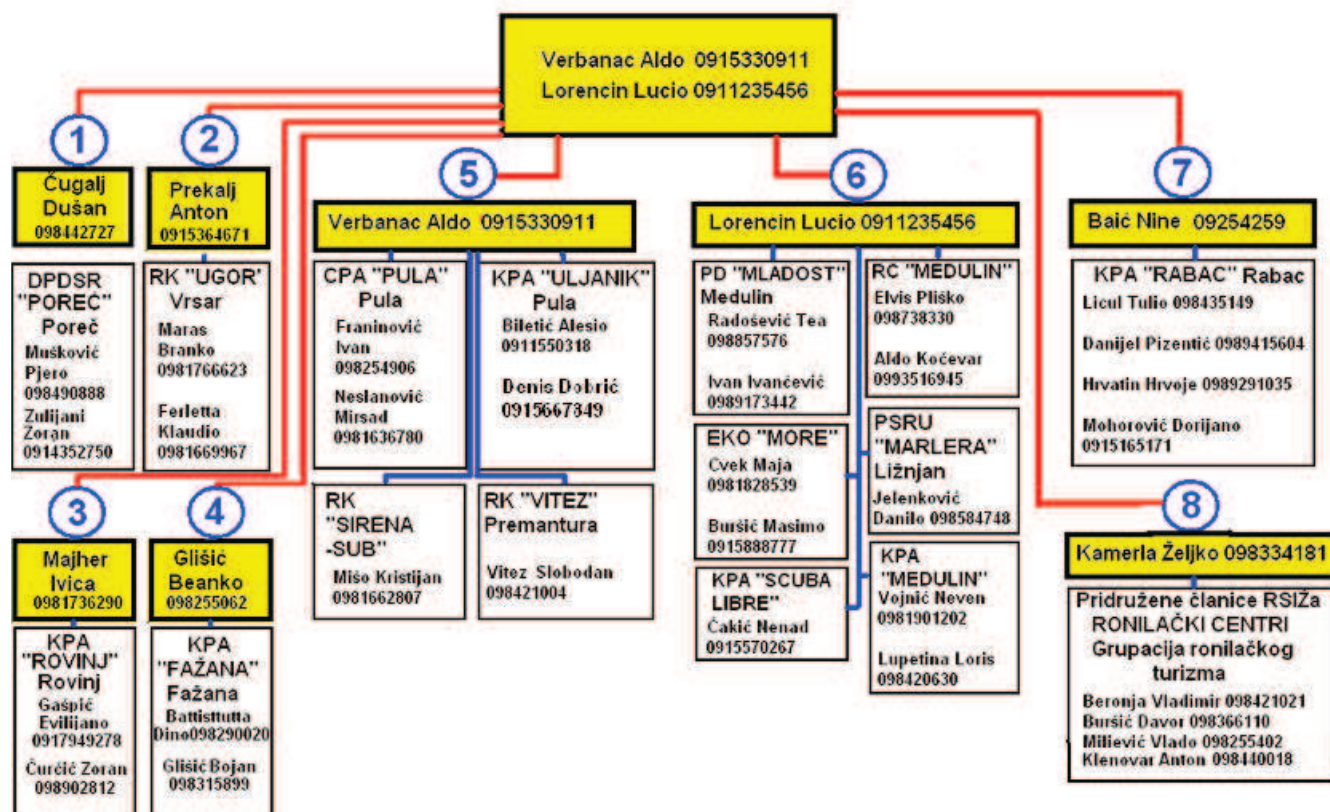 Verbanac Aldo 0915330911
Lorencin Lucio 0911235456
1
Čugalj
Dušan
098442727
DPDSR
"POREČ"
Poreč
Mušković
Pjero
098490888
Zulijani
Zoran
0914352750
2
Prekalj
Anton
0915364671
RK "UGOR"
Vrsar
Maras
Branko
0981766623
Ferletta
Klaudio
0981669967
3
Majher
Ivica
0981736290
KPA
"ROVINJ"
Rovinj
Gašpić
Evilijano
0917949278
Čurčić Zoran
098902812
4
Glišić
Beanko
098255062
KPA
"FAŽANA"
Fažana
Battisttutta
Dino098290020
Glišić Bojan
098315899
5
Verbanac Aldo 0915330911
CPA "PULA"
Pula
Franinović
Ivan
098254906
Neslanović
Mirsad
0981636780
KPA "ULJANIK"
Pula
Biletić Alesio
0911550318
Denis Dobrić
0915667849
RK
"SIRENA
-SUB"
Mišo Kristijan
0981662807
RK "VITEZ"
Premantura
Vitez Slobodan
098421004
6
Lorencin Lucio 0911235456
PD "MLADOST"
Medulin
Radošević Tea
098857576
Ivan Ivančević
0989173442
RC "MEDULIN"
Elvis Pliško
098738330
Aldo Kočevar
0993516945
EKO "MORE"
Cvek Maja
0981828539
Buršić Masimo
0915888777
PSRU
"MARLERA"
Ližnjan
Jelenković
Danilo 098584748
KPA "SCUBA
LIBRE"
Čakić Nenad
0915570267
KPA
"MEDULIN"
Vojnić Neven
0981901202
Lupetina Loris
098420630
7
Baić Nine 09254259
KPA "RABAC" Rabac
Licul Tulio 098435149
Danijel Pizentić 0989415604
Hrvatin Hrvoje 0989291035
Mohorović Dorijano
0915165171
8
Kamerla Željko 098334181
Pridružene članice RSIŽa
RONILAČKI CENTRI
Grupacija ronilačkog
turizma
Beronja Vladimir 098421021
Buršić Davor 098366110
Milievič Vlado 098255402
Klenovar Anton 098440018